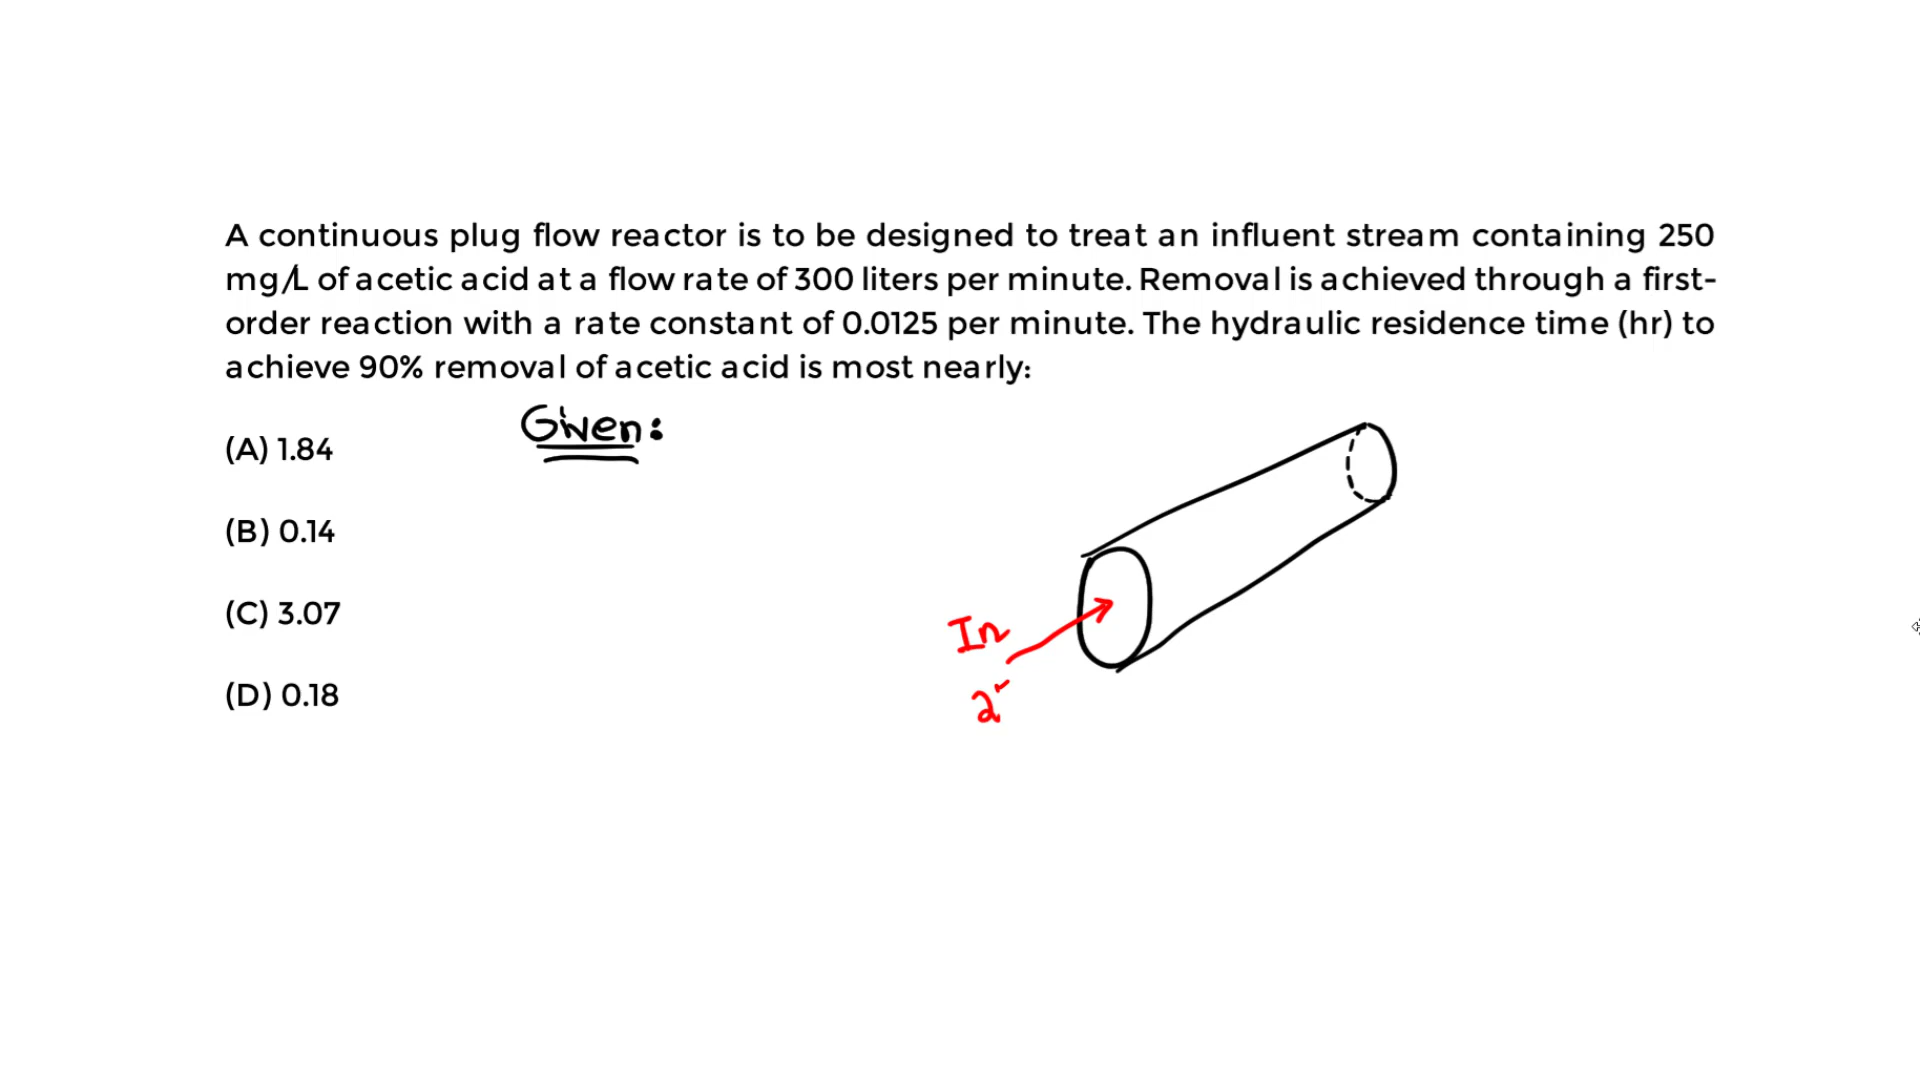 A continuous plug flow reactor is to be designed to treat an influent stream containing 250
mg/L of acetic acid at a flow rate of 300 liters per minute. Removal is achieved through a first-
order reaction with a rate constant of 0.0125 per minute. The hydraulic residence time (hr) to
achieve 90% removal of acetic acid is most nearly:
Given:
(A) 1.84
(B) 0.14
(C) 3.07
In
(D) 0.18